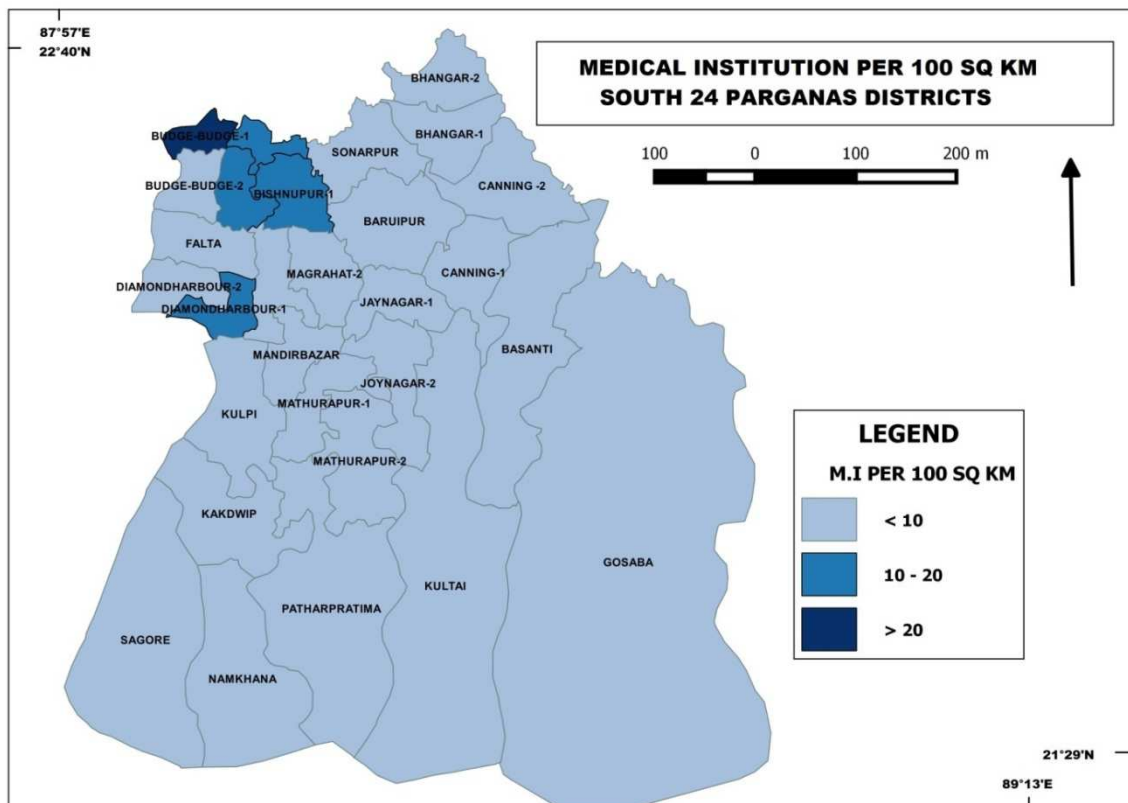 87°57'E
22°40'N
MEDICAL INSTITUTION PER 100 SQ KM
SOUTH 24 PARGANAS DISTRICTS
100 0 100 200 m
BHANGAR-2
BHANGAR-1
BUDGE-BUDGE-1
SONARPUR
BUDGE-BUDGE-2
BISHNUPUR-1
CANNING -2
BARUIPUR
FALTA
MAGRAHAT-2
CANNING-1
DIAMONDHARBOUR-2
JAYNAGAR-1
DIAMONDHARBOUR-1
BASANTI
MANDIRBAZAR
JOYNAGAR-2
MATHURAPUR-1
KULPI
MATHURAPUR-2
KAKDWIP
GOSABA
KULTAI
PATHARPRATIMA
SAGORE
NAMKHANA
LEGEND
M.I PER 100 SQ KM
< 10
10 - 20
> 20
21°29'N
89°13'E